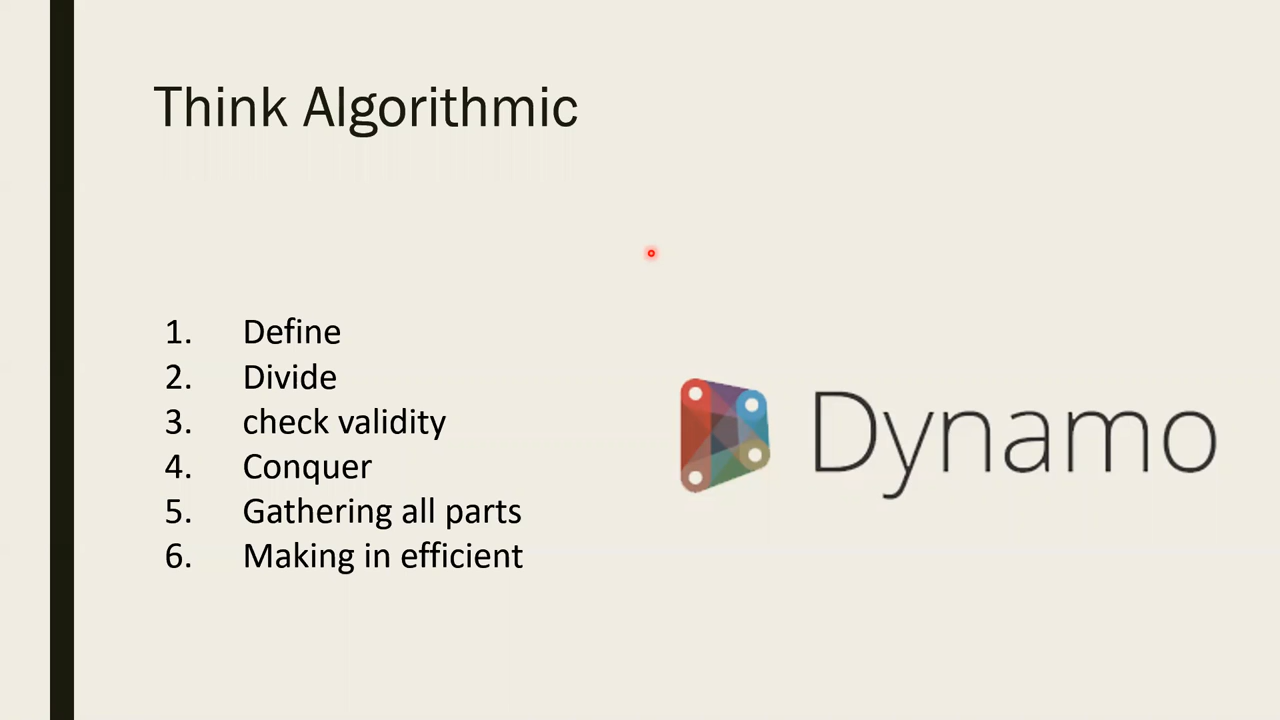 Think Algorithmic
1. Define
2. Divide
3. check validity
4. Conquer
5. Gathering all parts
6. Making in efficient
Dynamo